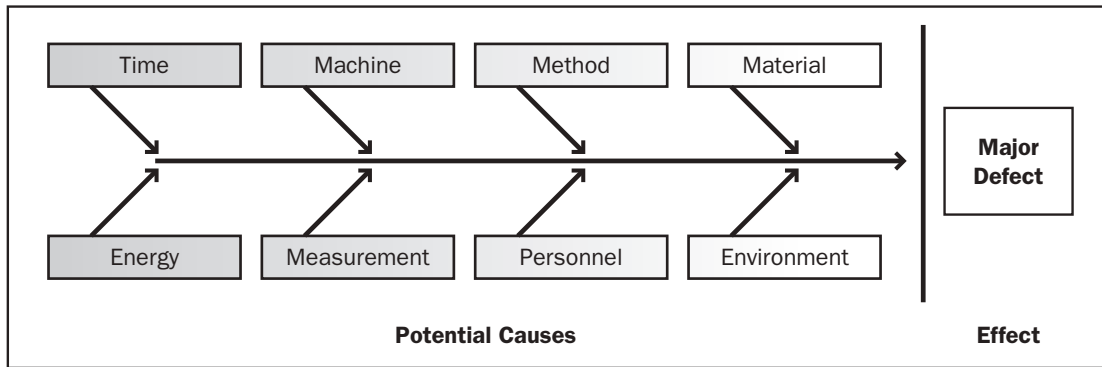 Time
Machine
Method
Material
Major
Defect
Energy
Measurement
Personnel
Environment
Potential Causes
Effect